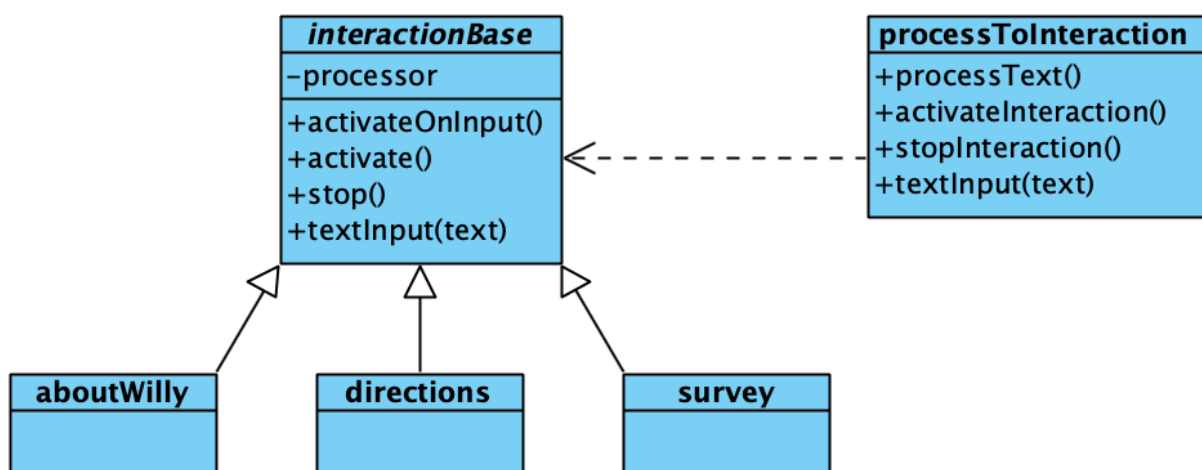 interactionBase
-processor
+activateOnInput()
+activate()
+stop()
+textInput(text)
processToInteraction
+processText()
+activateInteraction()
+stopInteraction()
+textInput(text)
aboutWilly
directions
survey